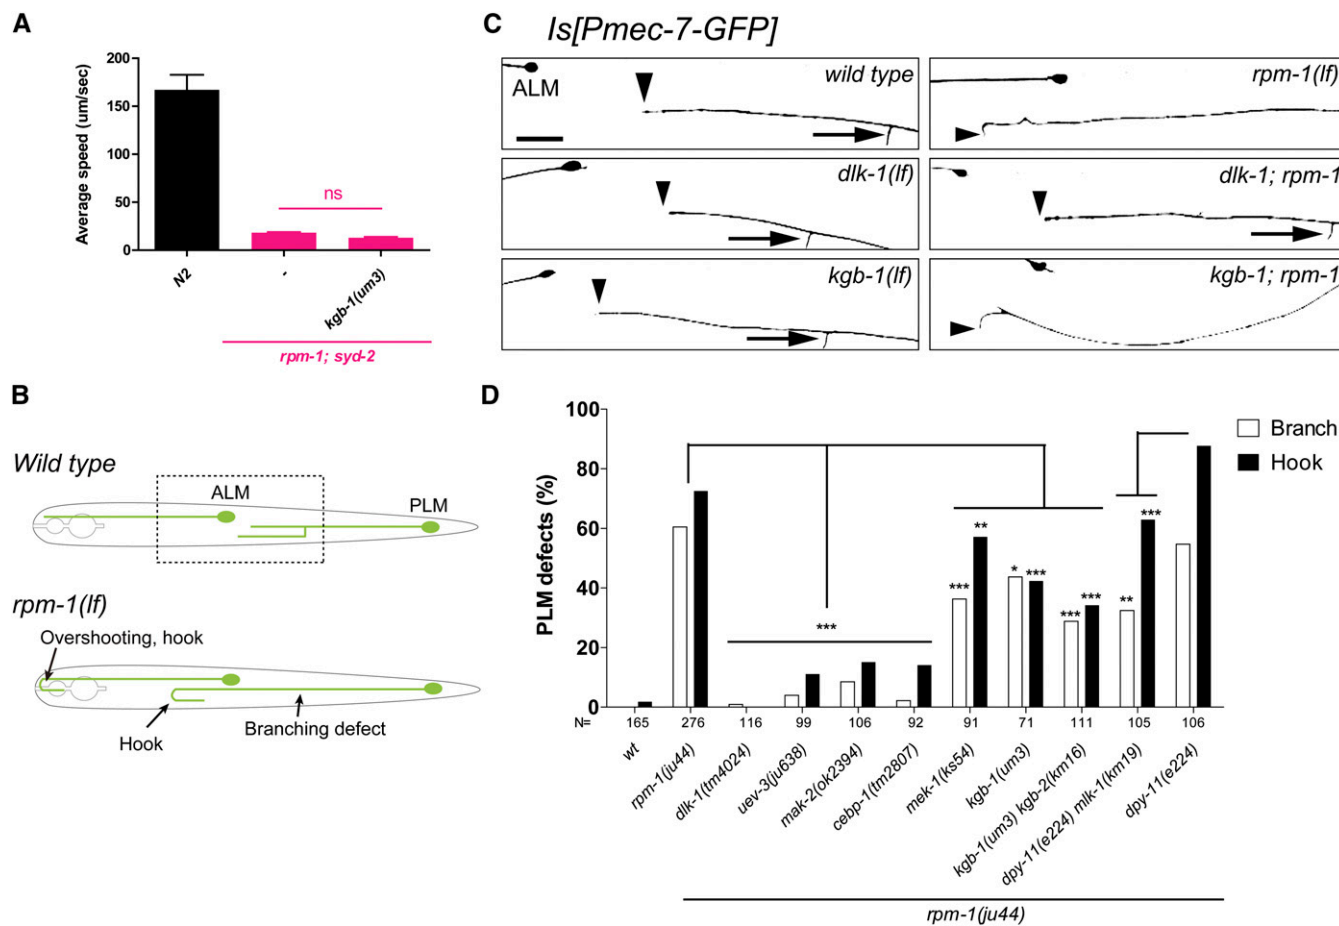 A
Average speed (um/sec)
200
150
100
50
0
ns
N2
-
kgb-1(um3)
rpm-1; syd-2
B
Wild type
ALM
PLM
rpm-1(lf)
Overshooting, hook
Hook
Branching defect
C
Is[Pmec-7-GFP]
ALM
wild type
rpm-1(lf)
dlk-1(lf)
dlk-1; rpm-1
kgb-1(lf)
kgb-1; rpm-1
D
PLM defects (%)
100
80
60
40
20
0
Branch
Hook
***
*** **
* ***
*** ***
** ***
N= 165 276 116 99 106 92 91 71 111 105 106
wt
rpm-1(ju44)
dlk-1(tm4024)
uev-3(ju638)
mak-2(ok2394)
cebp-1(tm2807)
mek-1(ks54)
kgb-1(um3)
kgb-1(um3) kgb-2(km16)
dpy-11(e224) mlk-1(km19)
dpy-11(e224)
rpm-1(ju44)